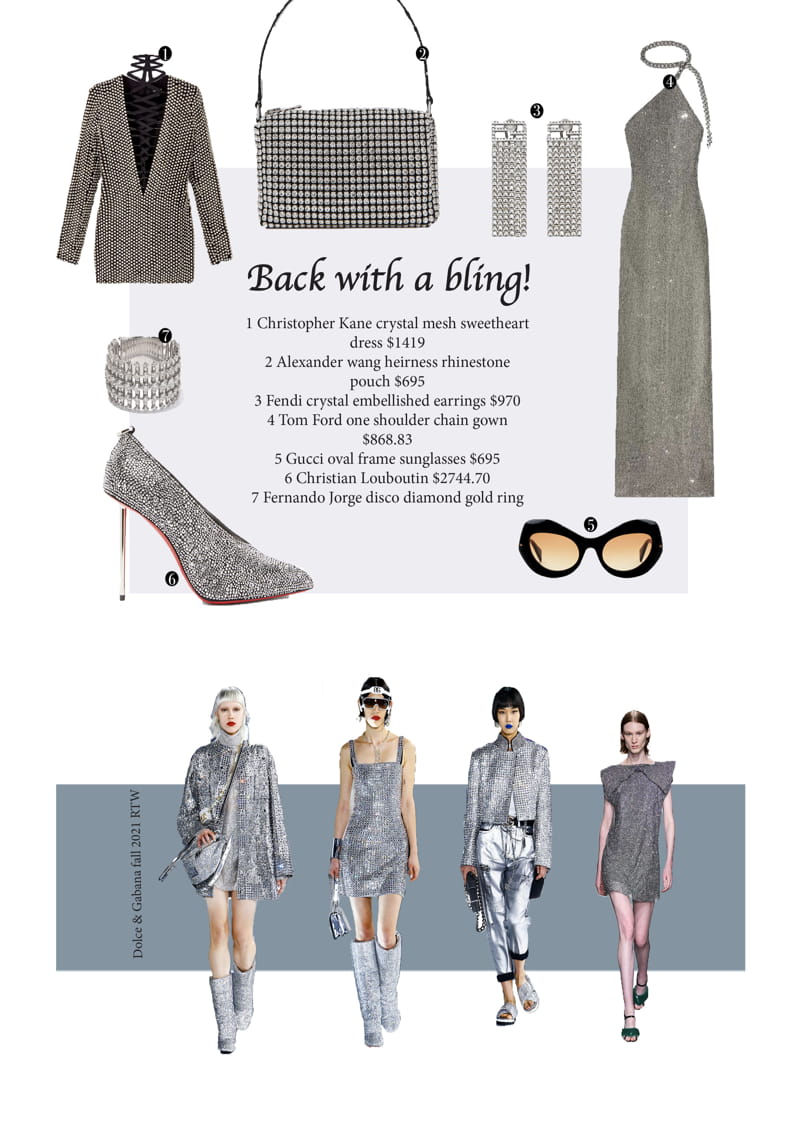 1
2
3
4
Back with a bling!
1 Christopher Kane crystal mesh sweetheart
dress $1419
2 Alexander wang heirness rhinestone
pouch $695
3 Fendi crystal embellished earrings $970
4 Tom Ford one shoulder chain gown
$868.83
5 Gucci oval frame sunglasses $695
6 Christian Louboutin $2744.70
7 Fernando Jorge disco diamond gold ring
7
5
6
Dolce & Gabana fall 2021 RTW